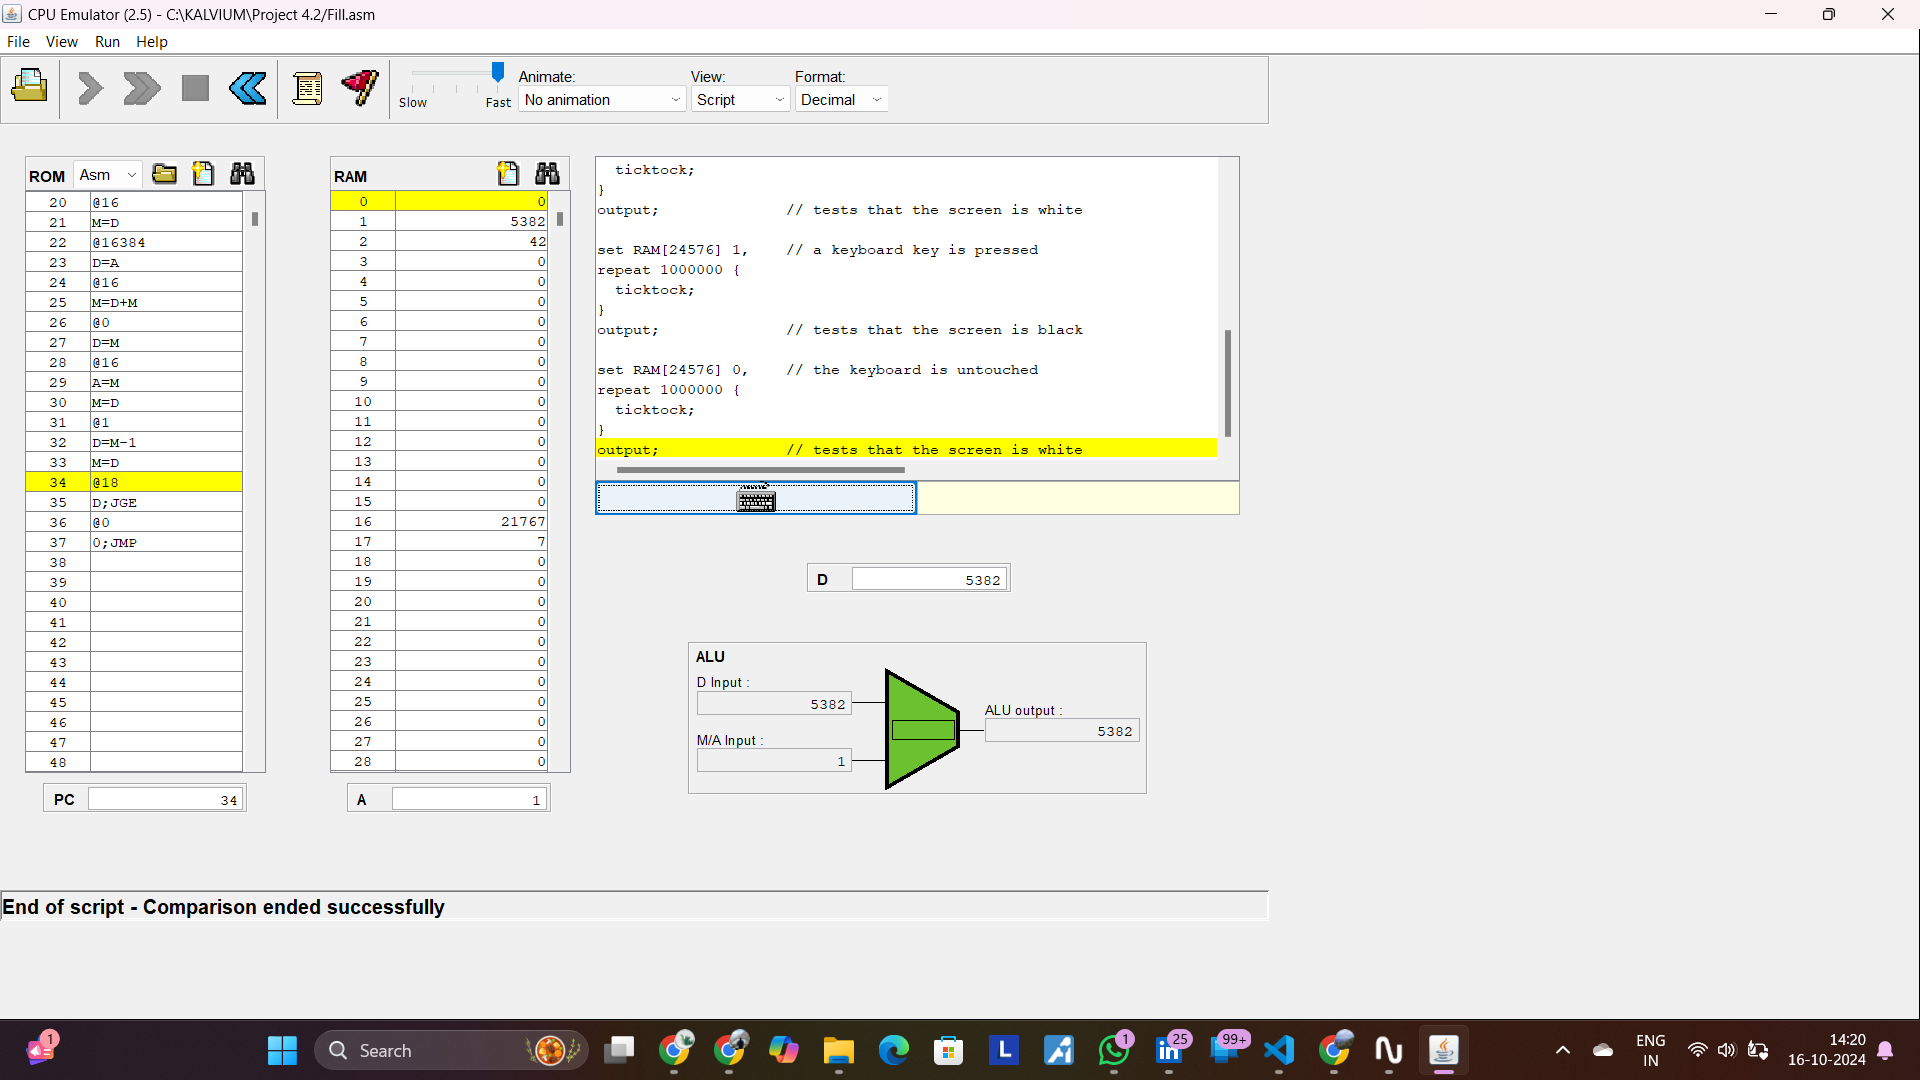 CPU Emulator (2.5) - C:\KALVIUM\Project 4.2/Fill.asm
File View Run Help
Slow Fast
Animate:
No animation
View:
Script
Format:
Decimal
ROM Asm
20 @16
21 M=D
22 @16384
23 D=A
24 @16
25 M=D+M
26 @0
27 D=M
28 @16
29 A=M
30 M=D
31 @1
32 D=M-1
33 M=D
34 @18
35 D;JGE
36 @0
37 0;JMP
38
39
40
41
42
43
44
45
46
47
48
PC 34
RAM
0 0
1 5382
2 42
3 0
4 0
5 0
6 0
7 0
8 0
9 0
10 0
11 0
12 0
13 0
14 0
15 0
16 21767
17 7
18 0
19 0
20 0
21 0
22 0
23 0
24 0
25 0
26 0
27 0
28 0
A 1
ticktock;
}
output; // tests that the screen is white
set RAM[24576] 1, // a keyboard key is pressed
repeat 1000000 {
ticktock;
}
output; // tests that the screen is black
set RAM[24576] 0, // the keyboard is untouched
repeat 1000000 {
ticktock;
}
output; // tests that the screen is white
D 5382
ALU
D Input :
5382
M/A Input :
1
ALU output :
5382
End of script - Comparison ended successfully
1
Search
L
1
in 25
99+
ENG
IN
14:20
16-10-2024